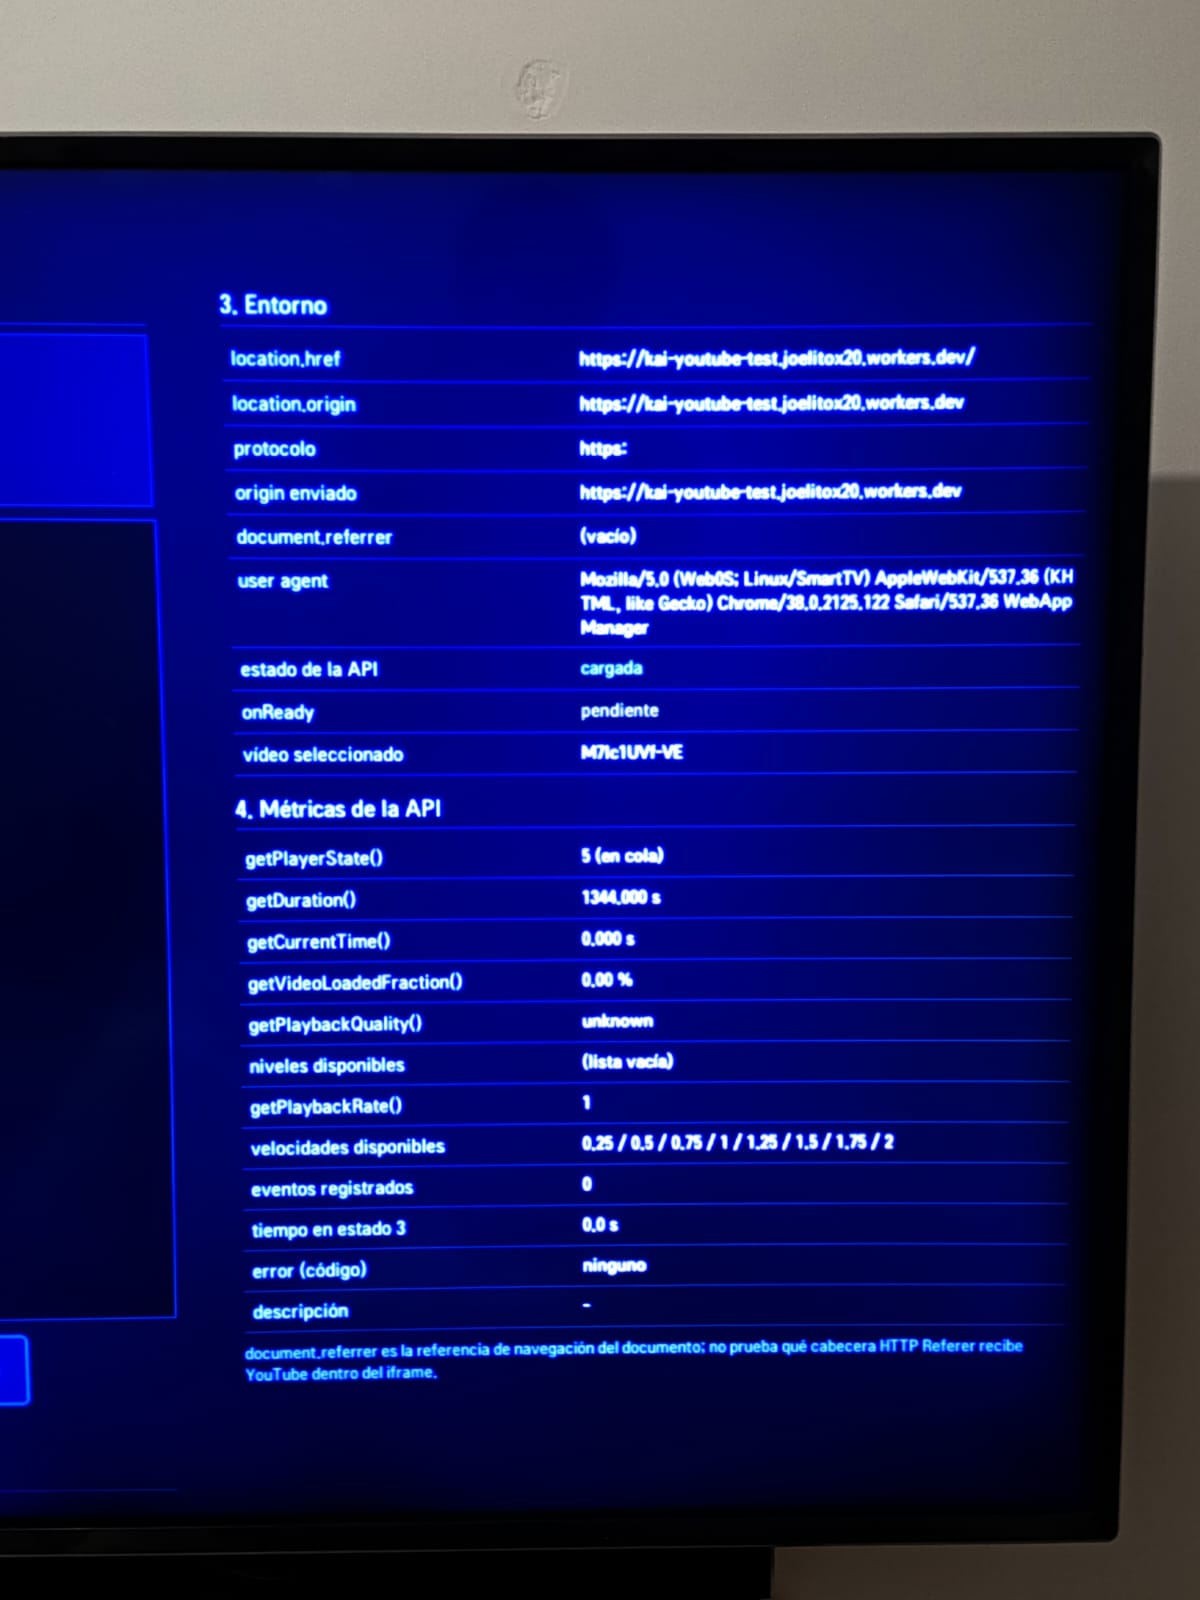 3. Entorno
location.href https://kai-youtube-test.joelitox20.workers.dev/
location.origin https://kai-youtube-test.joelitox20.workers.dev
protocolo https:
origin enviado https://kai-youtube-test.joelitox20.workers.dev
document.referrer (vacío)
user agent Mozilla/5.0 (Web0S; Linux/SmartTV) AppleWebKit/537.36 (KH
TML, like Gecko) Chrome/38.0.2125.122 Safari/537.36 WebApp
Manager
estado de la API cargada
onReady pendiente
vídeo seleccionado M7lc1UVf-VE
4. Métricas de la API
getPlayerState() 5 (en cola)
getDuration() 1344.000 s
getCurrentTime() 0.000 s
getVideoLoadedFraction() 0.00 %
getPlaybackQuality() unknown
niveles disponibles (lista vacía)
getPlaybackRate() 1
velocidades disponibles 0.25 / 0.5 / 0.75 / 1 / 1.25 / 1.5 / 1.75 / 2
eventos registrados 0
tiempo en estado 3 0.0 s
error (código) ninguno
descripción -
document.referrer es la referencia de navegación del documento; no prueba qué cabecera HTTP Referer recibe
YouTube dentro del iframe.